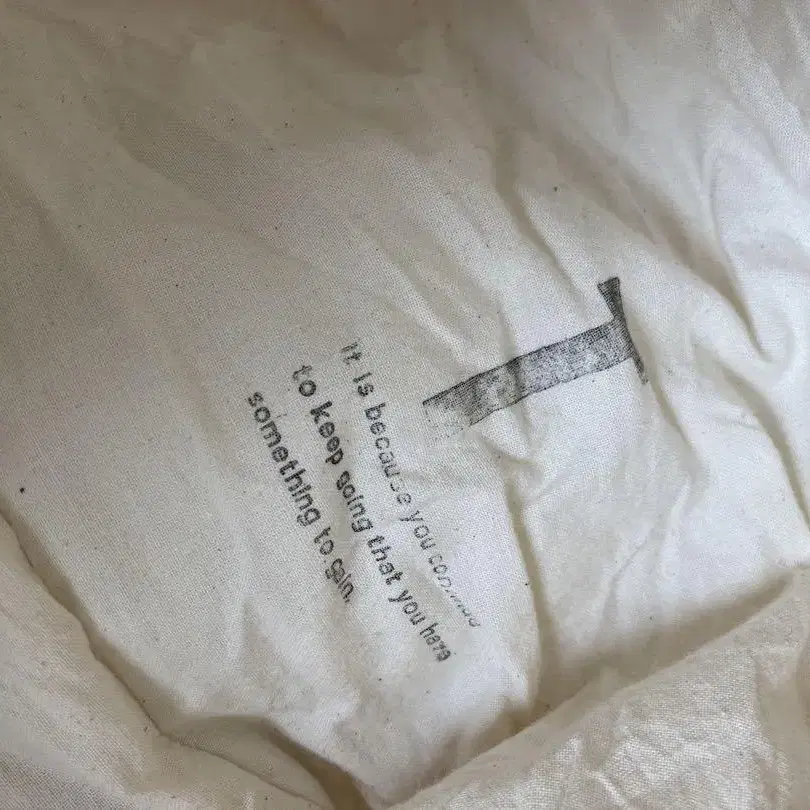 It is because you
to keep going that you have
something to gain.